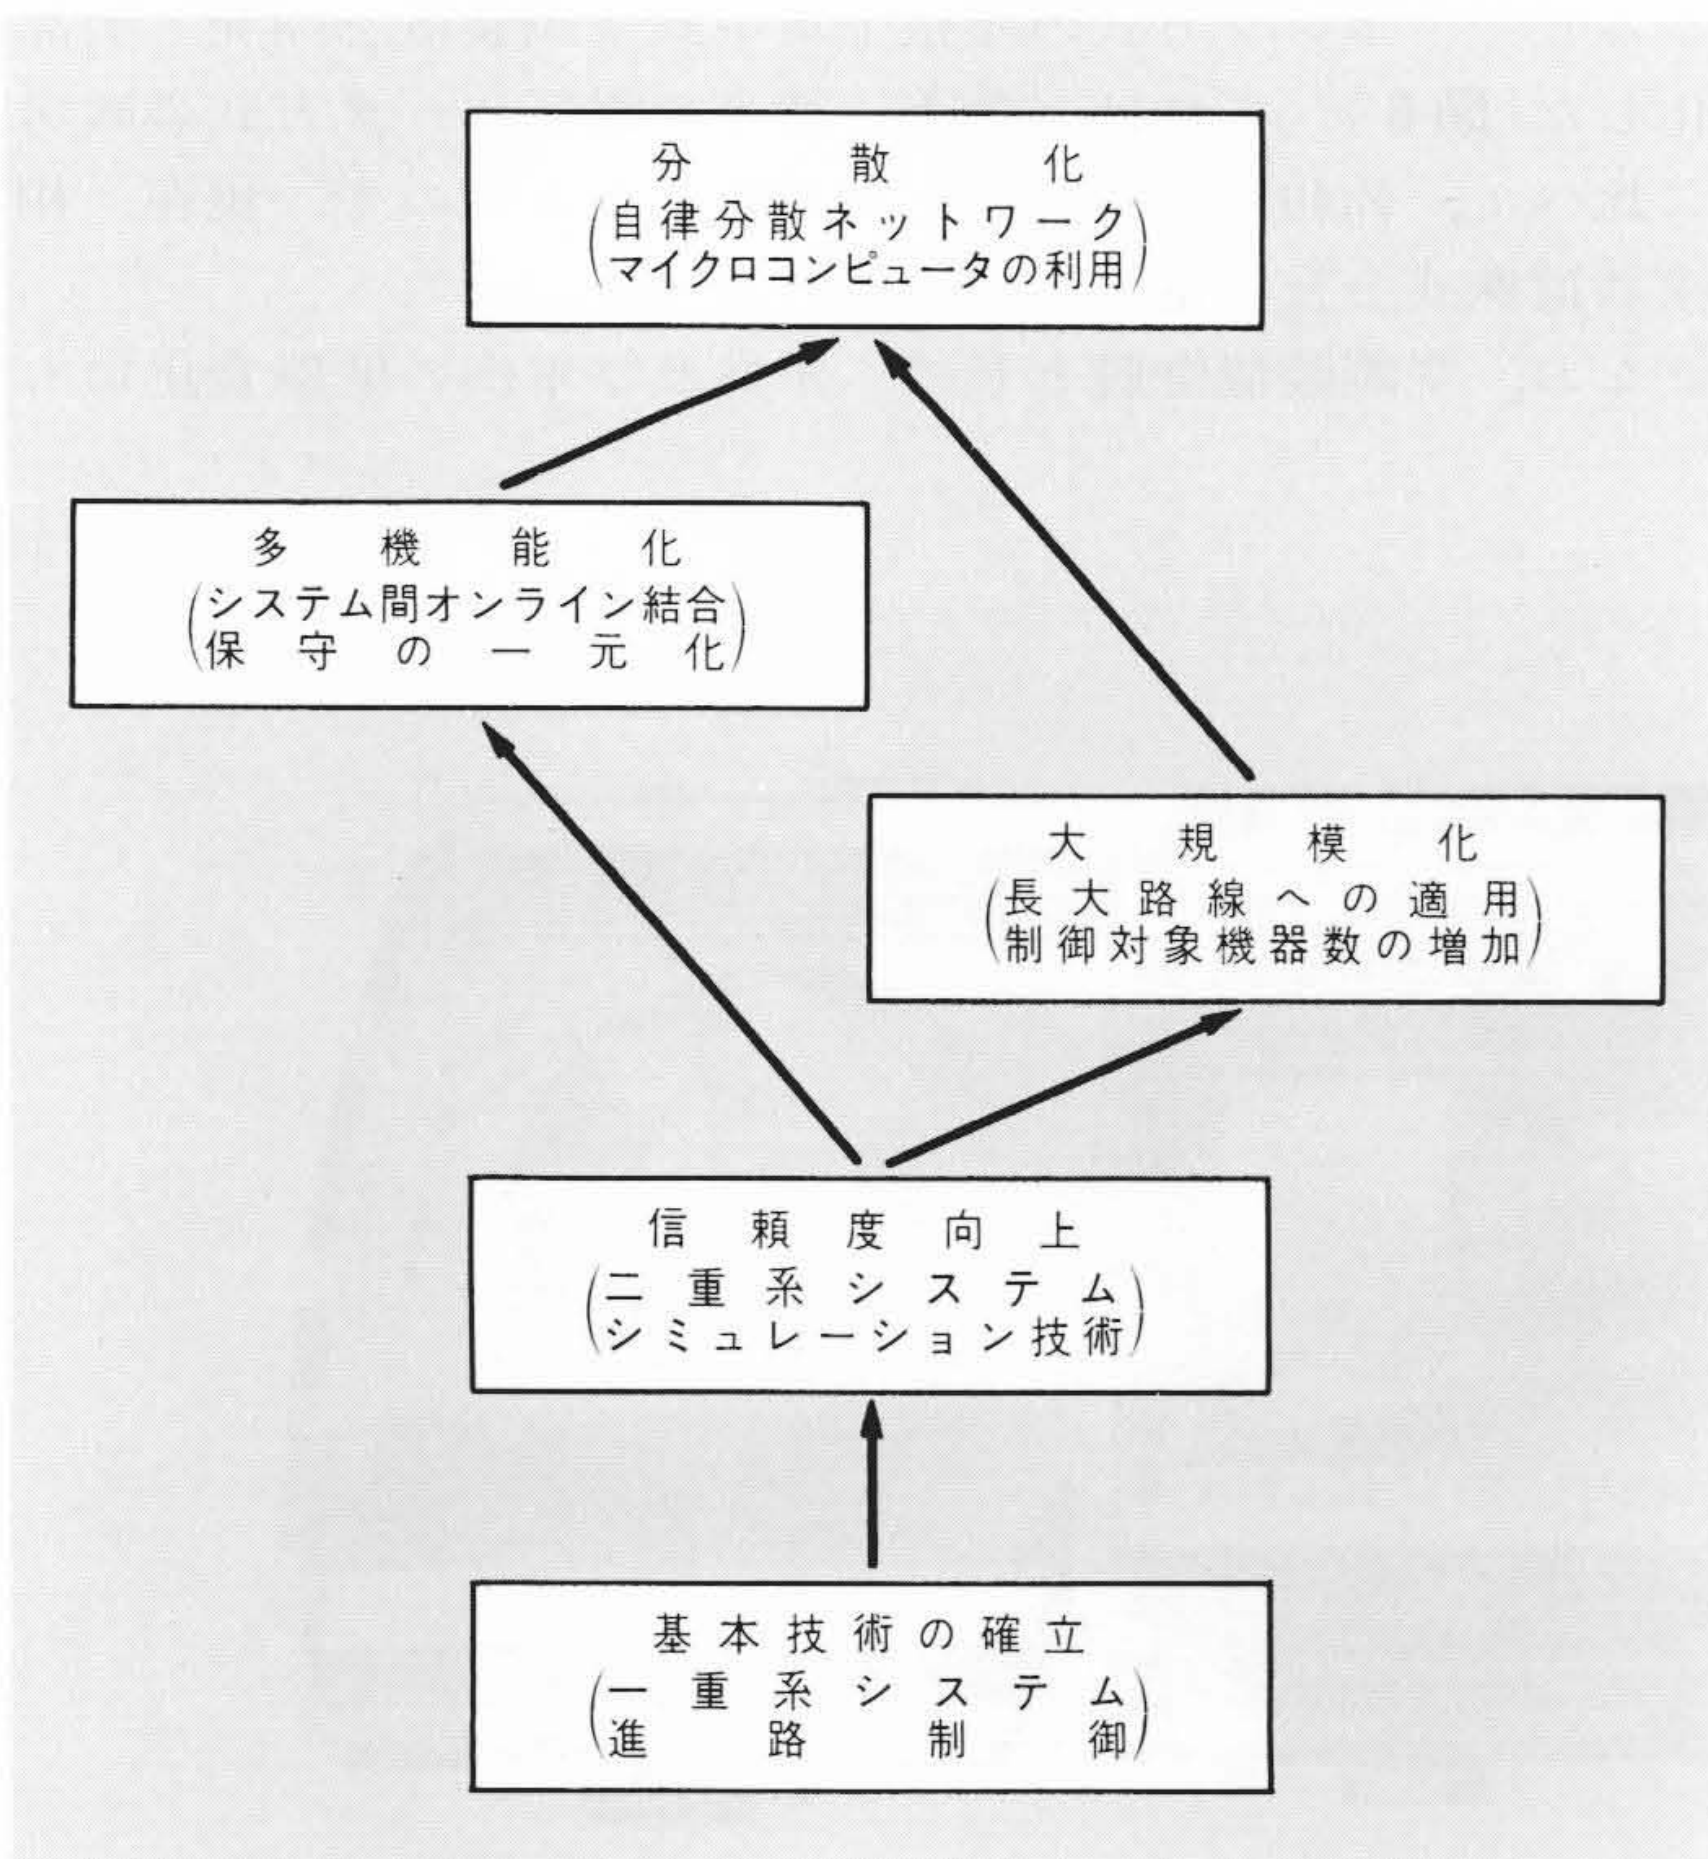 分散化
(自律分散ネットワーク
マイクロコンピュータの利用)
多機能化
(システム間オンライン結合
保守の一元化)
大規模化
(長大路線への適用
制御対象機器数の増加)
信頼度向上
(二重系システム
シミュレーション技術)
基本技術の確立
(一重系システム
進路制御)